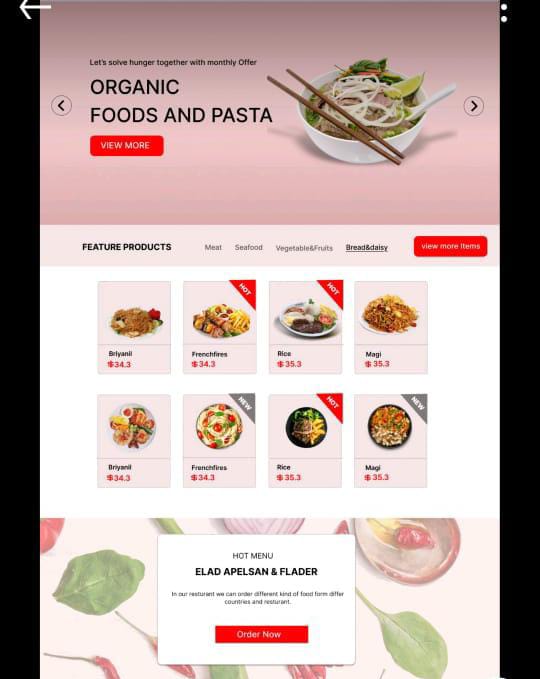 Let's solve hunger together with monthly Offer
ORGANIC
FOODS AND PASTA
VIEW MORE
FEATURE PRODUCTS
Meat
Seafood
Vegetable&Fruits
Bread&daisy
view more Items
HOT
HOT
Briyanil
$34.3
Frenchfires
$34.3
Rice
$ 35.3
Magi
$ 35.3
NEW
HOT
NEW
Briyanil
$34.3
Frenchfires
$34.3
Rice
$ 35.3
Magi
$ 35.3
HOT MENU
ELAD APELSAN & FLADER
In our resturant we can order different kind of food form differ
countries and resturant.
Order Now